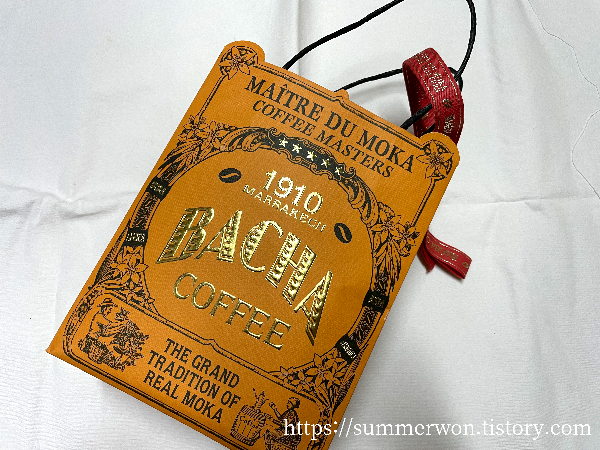 MAÎTRE DU MOKA
COFFEE MASTERS
1910
MARRAKECH
BACHA
COFFEE
THE GRAND
TRADITION OF
REAL MOKA
https://summerwon.tistory.com